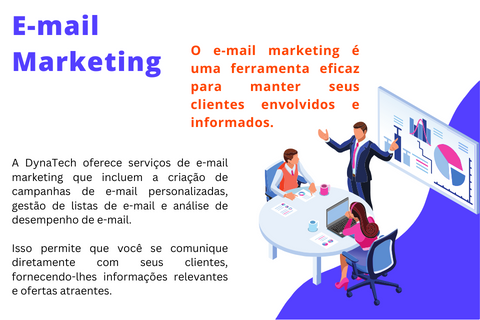 E-mail
Marketing
O e-mail marketing é
uma ferramenta eficaz
para manter seus
clientes envolvidos e
informados.
A DynaTech oferece serviços de e-mail
marketing que incluem a criação de
campanhas de e-mail personalizadas,
gestão de listas de e-mail e análise de
desempenho de e-mail.
Isso permite que você se comunique
diretamente com seus clientes,
fornecendo-lhes informações relevantes
e ofertas atraentes.